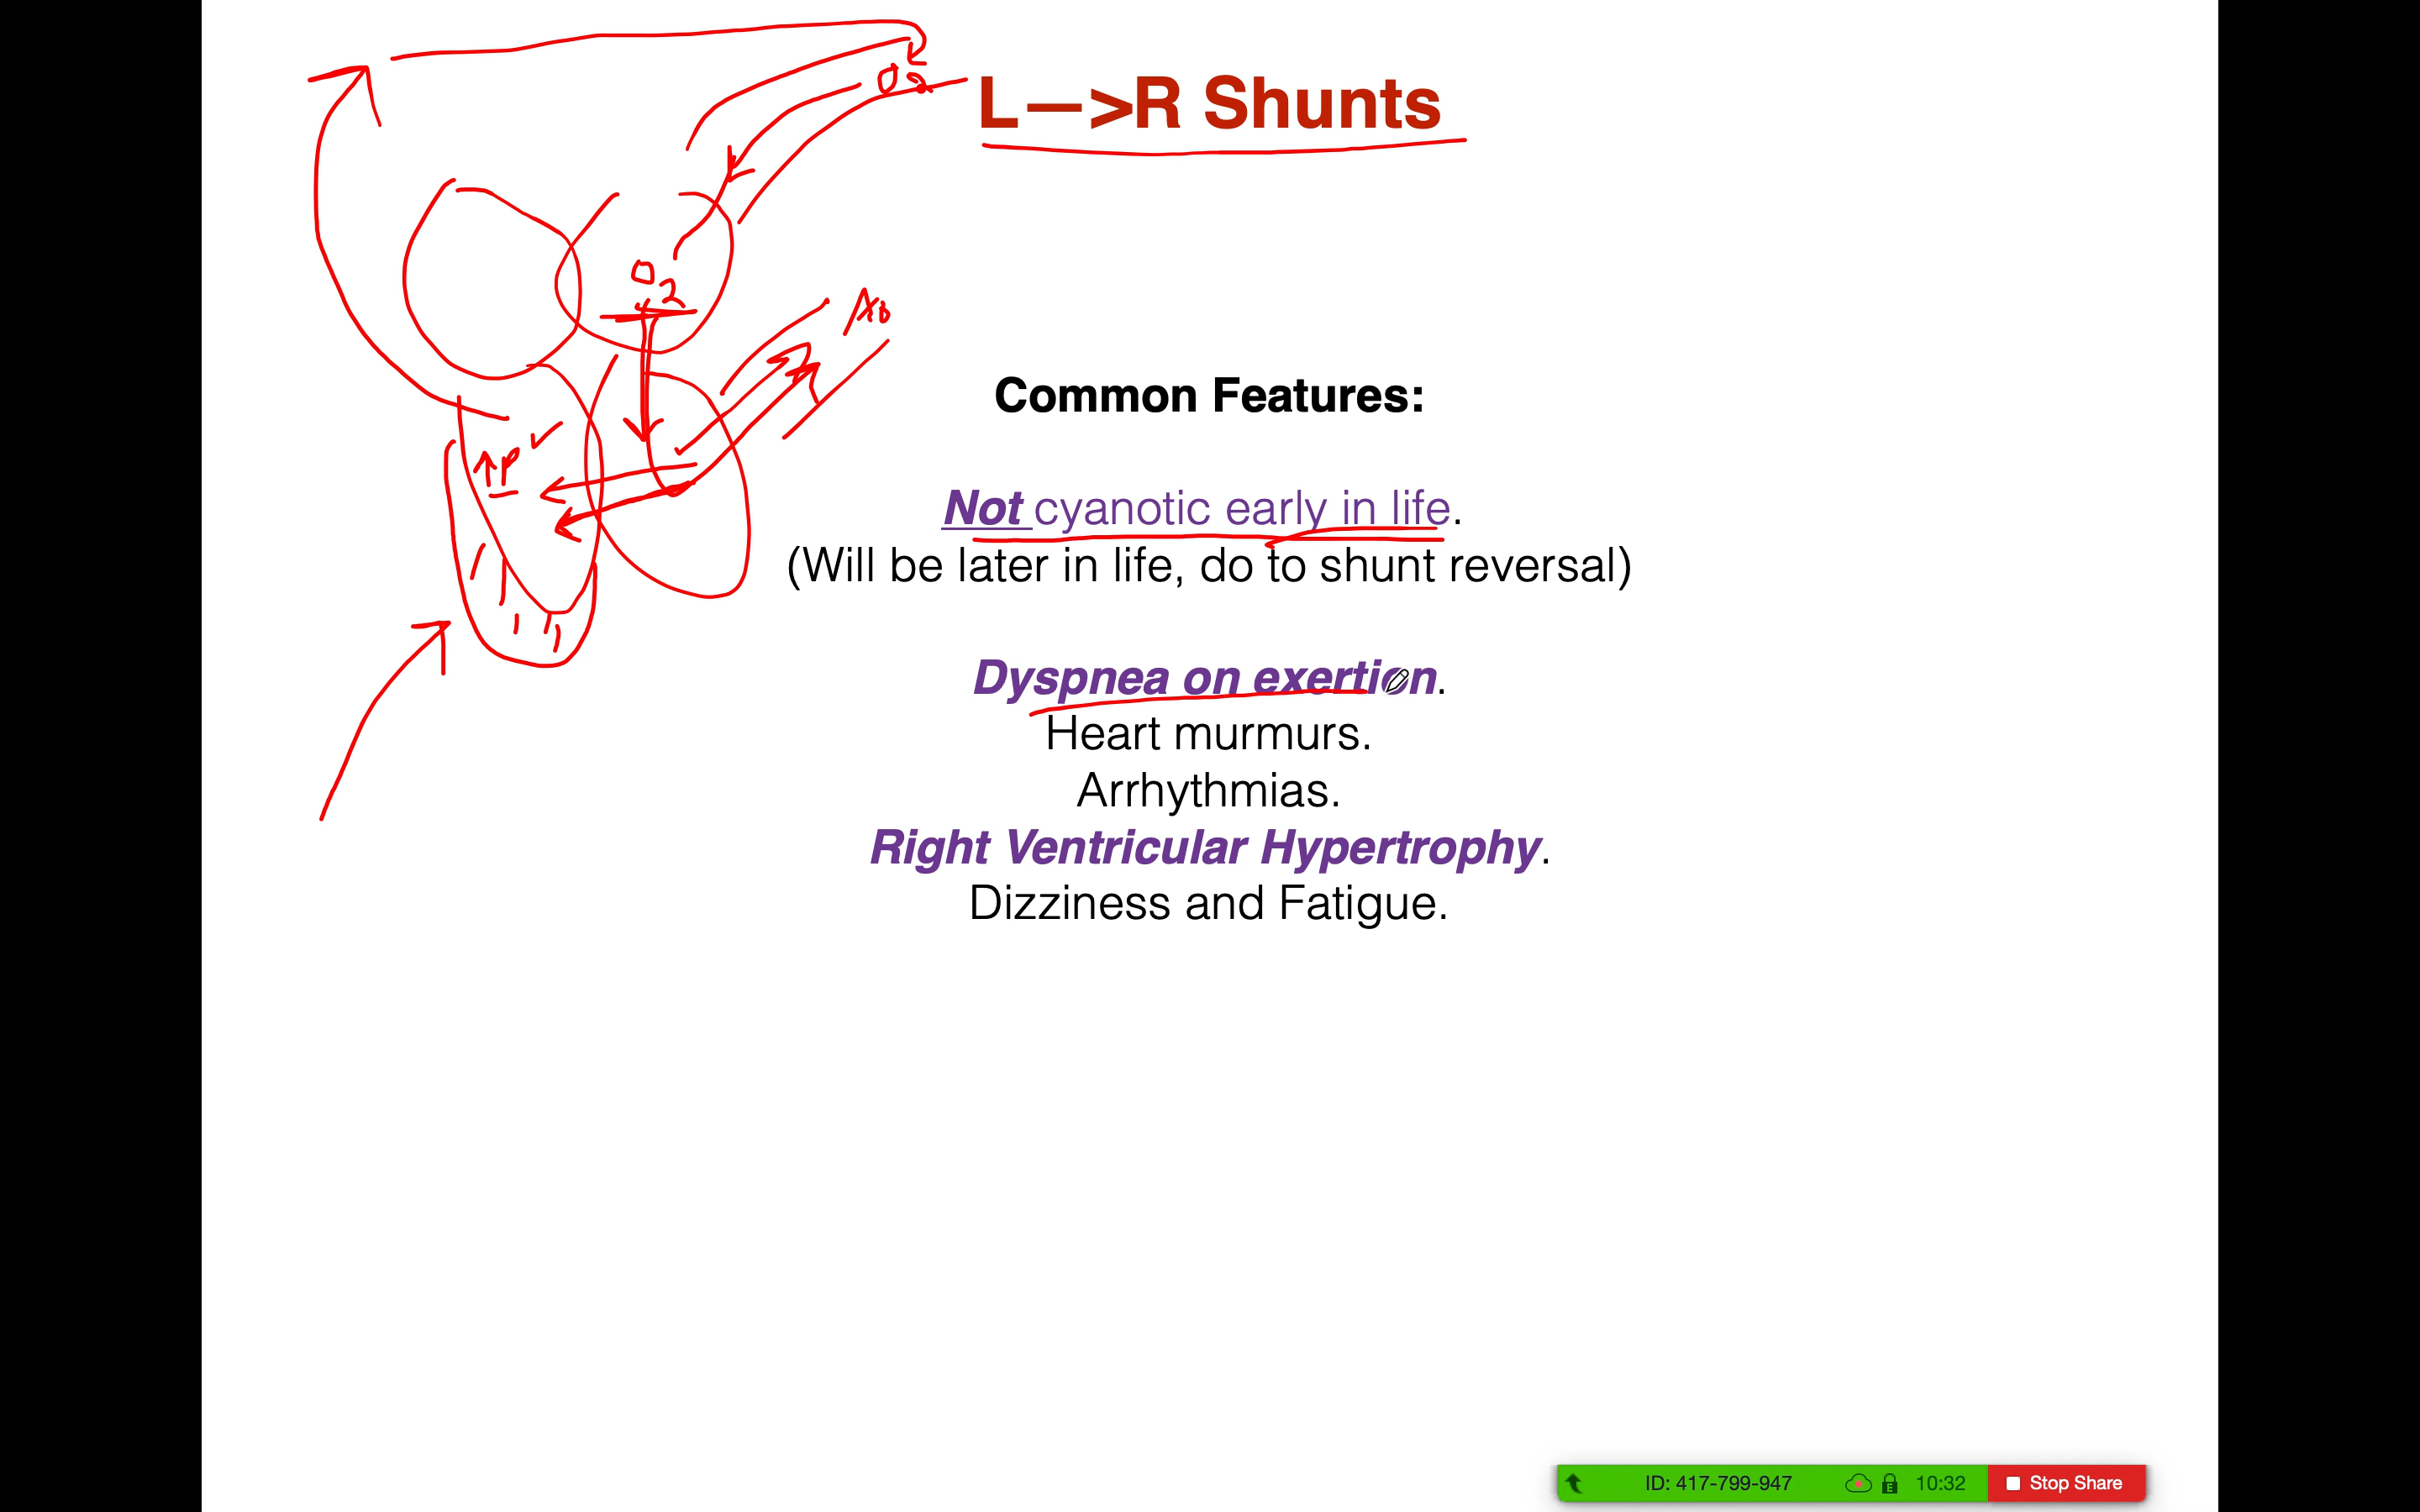 L—>R Shunts
O2
O2
Ao
↑P
Common Features:
Not cyanotic early in life.
(Will be later in life, do to shunt reversal)
Dyspnea on exertion.
Heart murmurs.
Arrhythmias.
Right Ventricular Hypertrophy.
Dizziness and Fatigue.
ID: 417-799-947 10:32 Stop Share